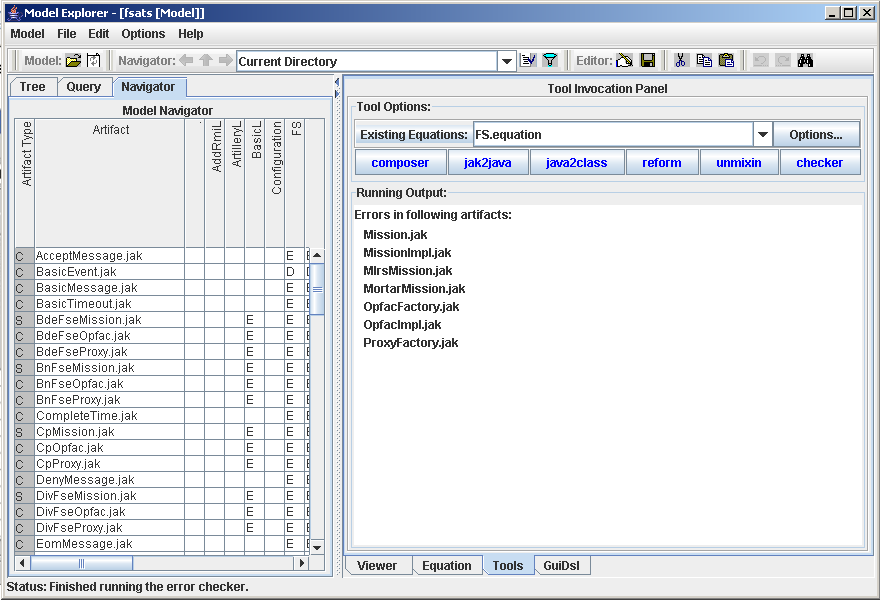 Model Explorer - [fsats [Model]]
Model File Edit Options Help
Model: Navigator: Current Directory Editor:
Tree Query Navigator
Model Navigator
Artifact Type Artifact AddRmiL ArtilleryL BasicL Configuration FS
C AcceptMessage.jak E E
C BasicEvent.jak D
C BasicMessage.jak E E
C BasicTimeout.jak E E
S BdeFseMission.jak E E E
C BdeFseOpfac.jak E E E
C BdeFseProxy.jak E E E
S BnFseMission.jak E E E
C BnFseOpfac.jak E E E
C BnFseProxy.jak E E E
C CompleteTime.jak E E
S CpMission.jak E E E
C CpOpfac.jak E E E
C CpProxy.jak E E E
C DenyMessage.jak E E
S DivFseMission.jak E E E
C DivFseOpfac.jak E E E
C DivFseProxy.jak E E E
C EomMessage.jak E E
Tool Invocation Panel
Tool Options:
Existing Equations: FS.equation Options...
composer jak2java java2class reform unmixin checker
Running Output:
Errors in following artifacts:
Mission.jak
MissionImpl.jak
MlrsMission.jak
MortarMission.jak
OpfacFactory.jak
OpfacImpl.jak
ProxyFactory.jak
Viewer Equation Tools GuiDsl
Status: Finished running the error checker.